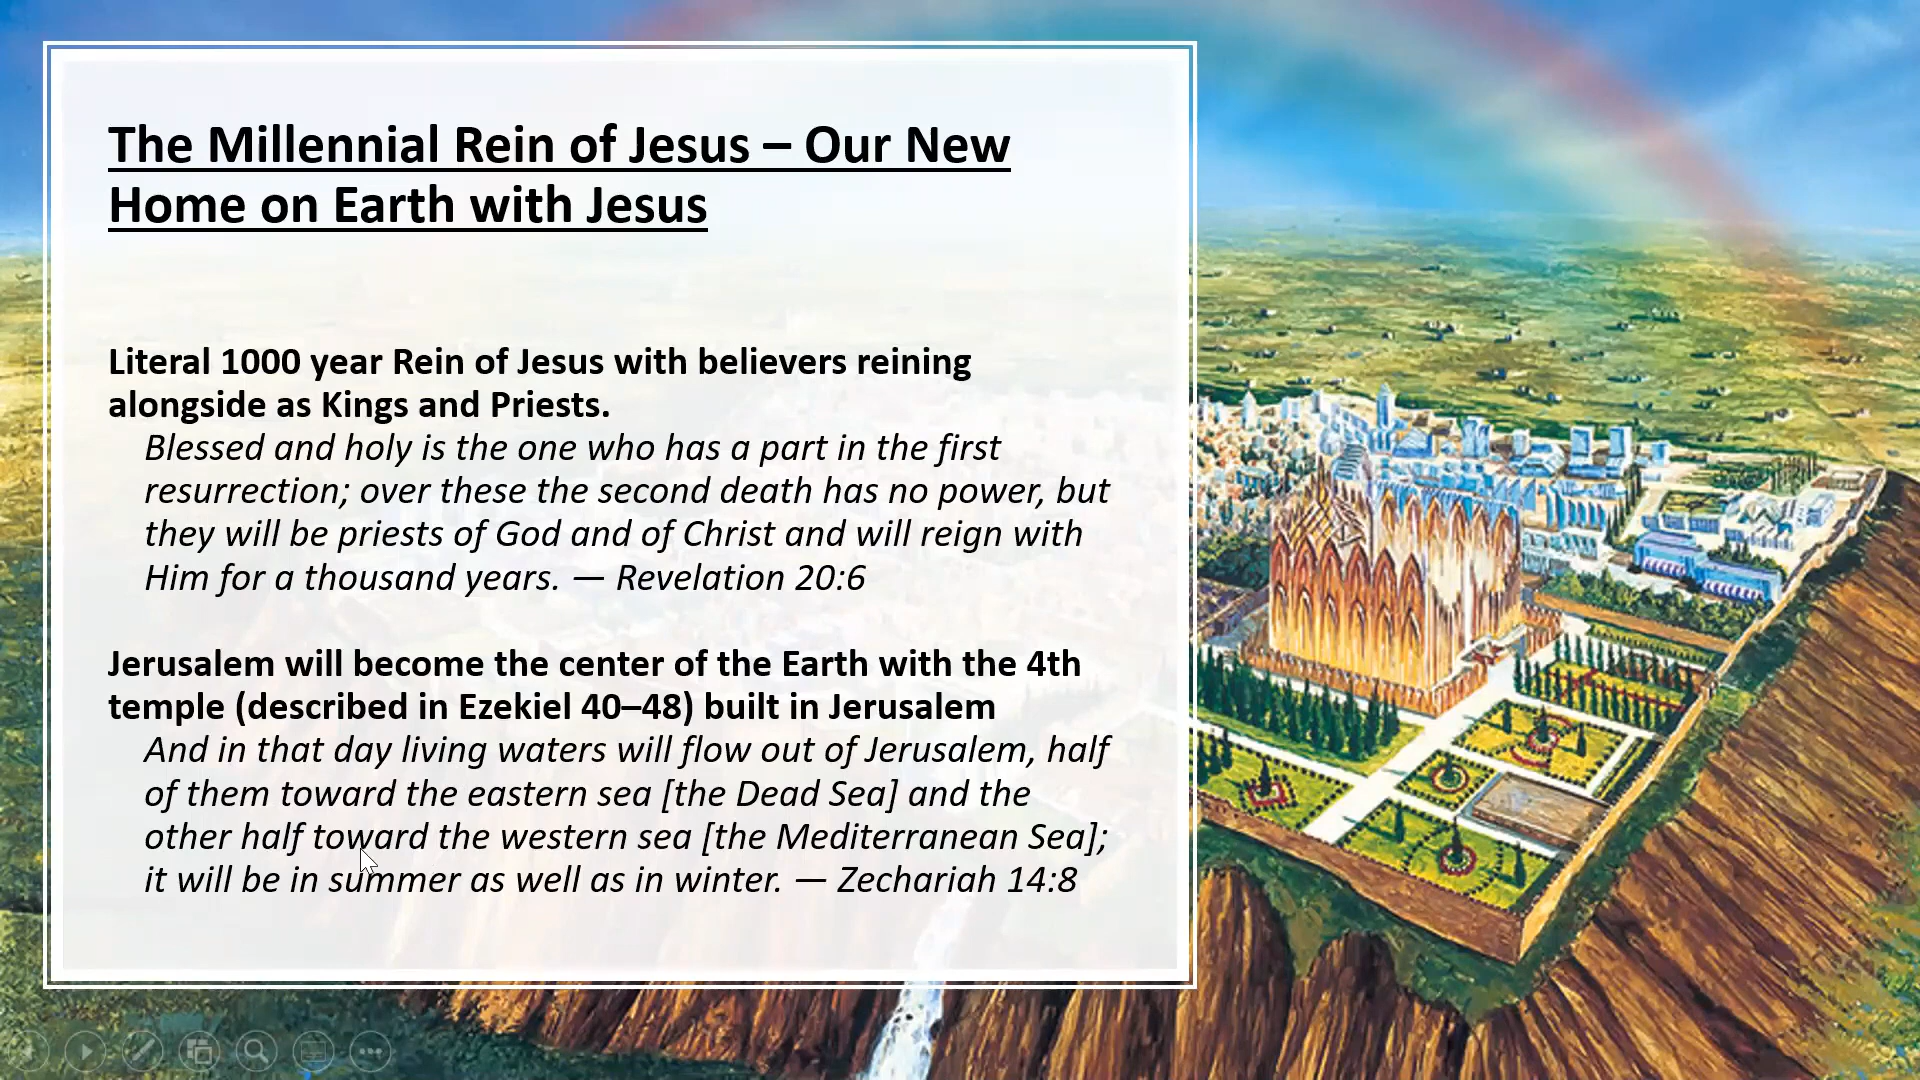 The Millennial Rein of Jesus – Our New
Home on Earth with Jesus
Literal 1000 year Rein of Jesus with believers reining
alongside as Kings and Priests.
Blessed and holy is the one who has a part in the first
resurrection; over these the second death has no power, but
they will be priests of God and of Christ and will reign with
Him for a thousand years. — Revelation 20:6
Jerusalem will become the center of the Earth with the 4th
temple (described in Ezekiel 40–48) built in Jerusalem
And in that day living waters will flow out of Jerusalem, half
of them toward the eastern sea [the Dead Sea] and the
other half toward the western sea [the Mediterranean Sea];
it will be in summer as well as in winter. — Zechariah 14:8